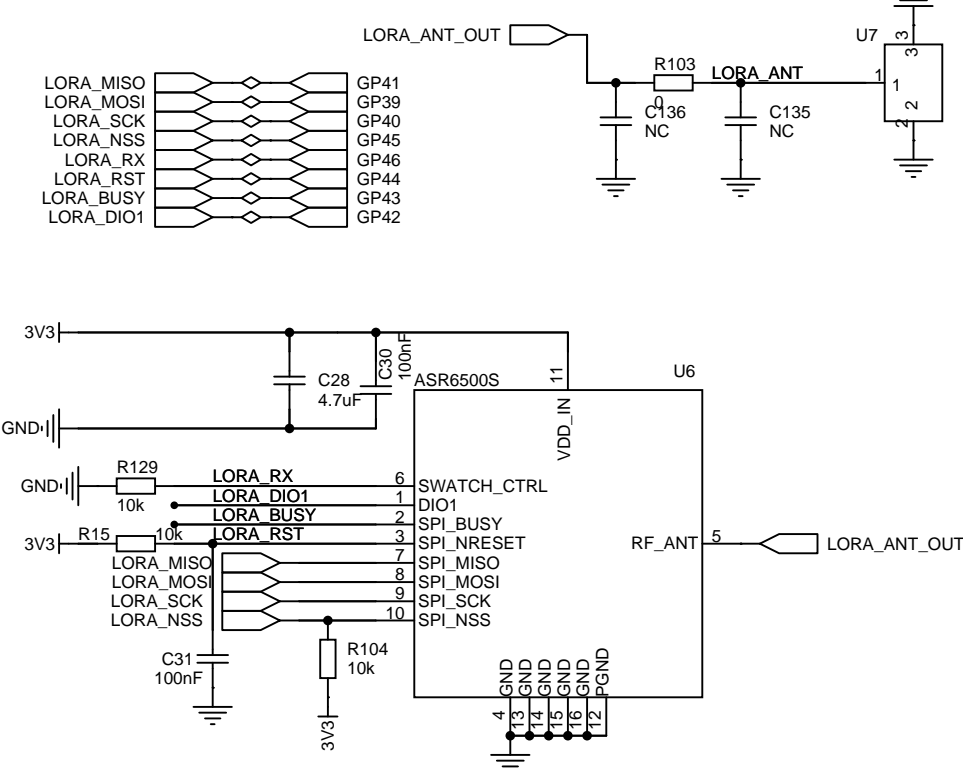 LORA_ANT_OUT
U7
3
3
R103
LORA_ANT
0
1
1
2
2
C136
NC
C135
NC
LORA_MISO GP41
LORA_MOSI GP39
LORA_SCK GP40
LORA_NSS GP45
LORA_RX GP46
LORA_RST GP44
LORA_BUSY GP43
LORA_DIO1 GP42
3V3
C28
4.7uF
C30
100nF
GND
ASR6500S
U6
11
VDD_IN
GND
R129
10k
LORA_RX 6 SWATCH_CTRL
LORA_DIO1 1 DIO1
LORA_BUSY 2 SPI_BUSY
3V3 R15 10k LORA_RST 3 SPI_NRESET
LORA_MISO 7 SPI_MISO
LORA_MOSI 8 SPI_MOSI
LORA_SCK 9 SPI_SCK
LORA_NSS 10 SPI_NSS
RF_ANT 5 LORA_ANT_OUT
C31
100nF
R104
10k
3V3
GND GND GND GND GND PGND
4 13 14 15 16 12